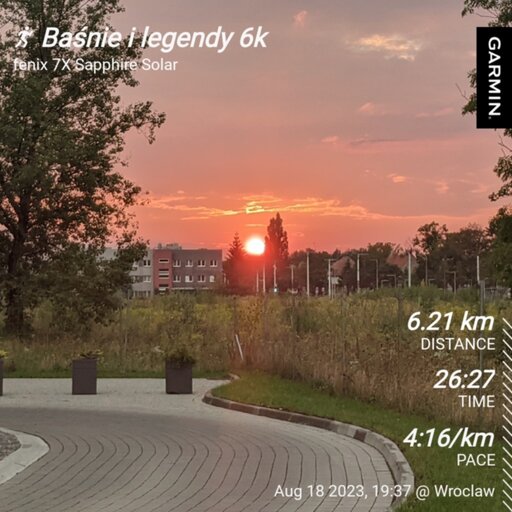 Baśnie i legendy 6k
fenix 7X Sapphire Solar
GARMIN
6.21 km
DISTANCE
26:27
TIME
4:16/km
PACE
Aug 18 2023, 19:37 @ Wroclaw